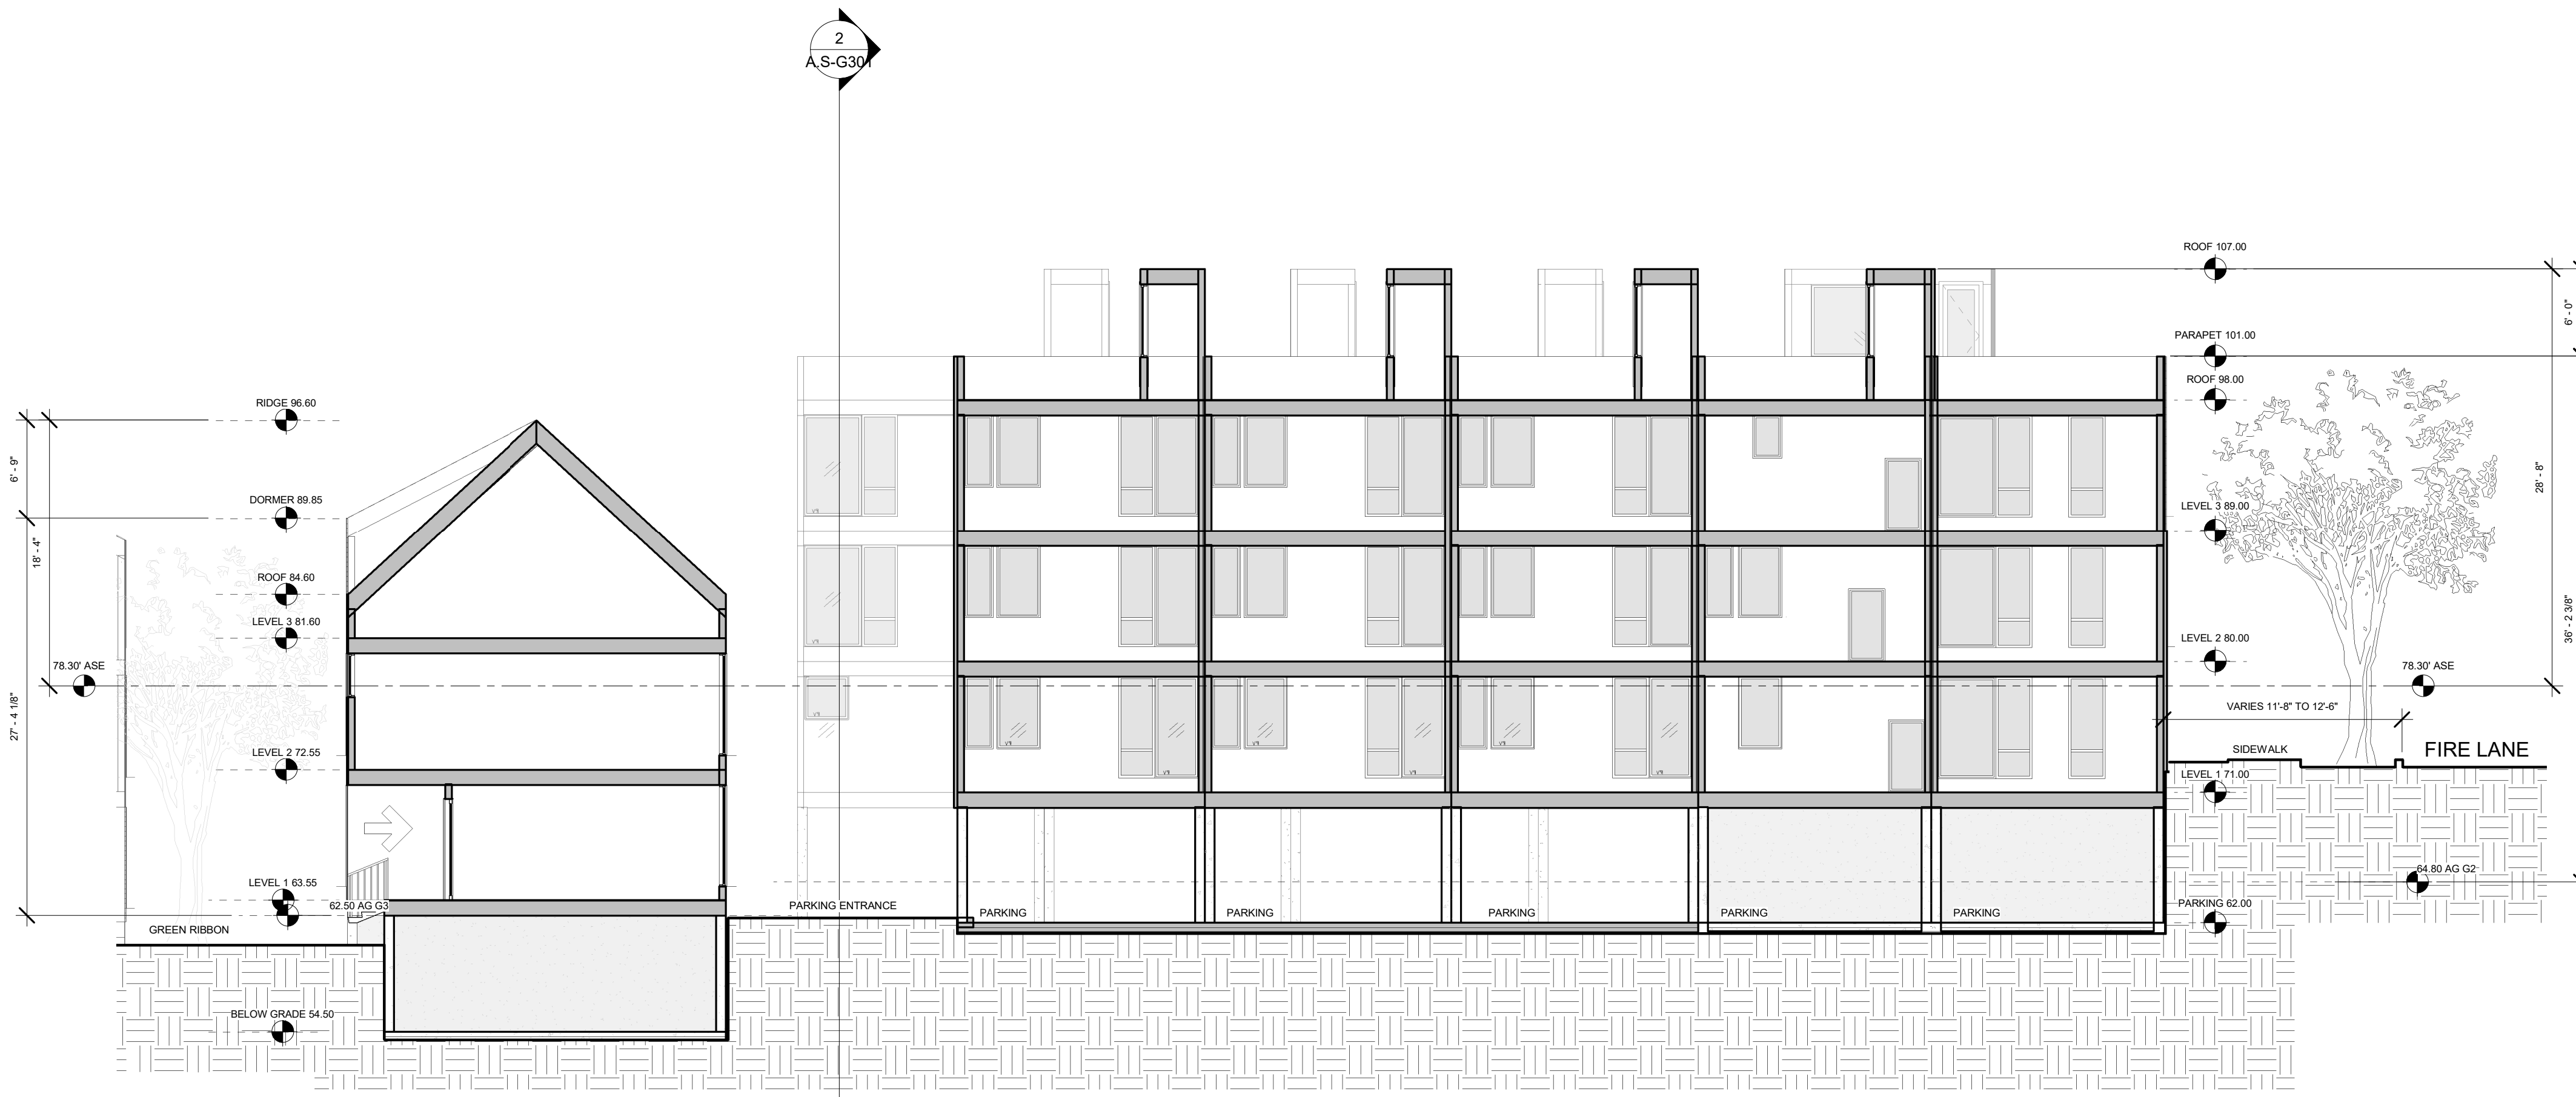 2
A.S-G301
ROOF 107.00
6' - 0"
PARAPET 101.00
ROOF 98.00
RIDGE 96.60
6' - 9"
28' - 8"
DORMER 89.85
LEVEL 3 89.00
18' - 4"
ROOF 84.60
36' - 2 3/8"
LEVEL 3 81.60
LEVEL 2 80.00
78.30' ASE
78.30' ASE
27' - 4 1/8"
VARIES 11'-8" TO 12'-6"
LEVEL 2 72.55
SIDEWALK
FIRE LANE
LEVEL 1 71.00
64.80 AG G2
LEVEL 1 63.55
62.50 AG G3
PARKING ENTRANCE
PARKING
PARKING
PARKING
PARKING
PARKING
PARKING 62.00
GREEN RIBBON
BELOW GRADE 54.50